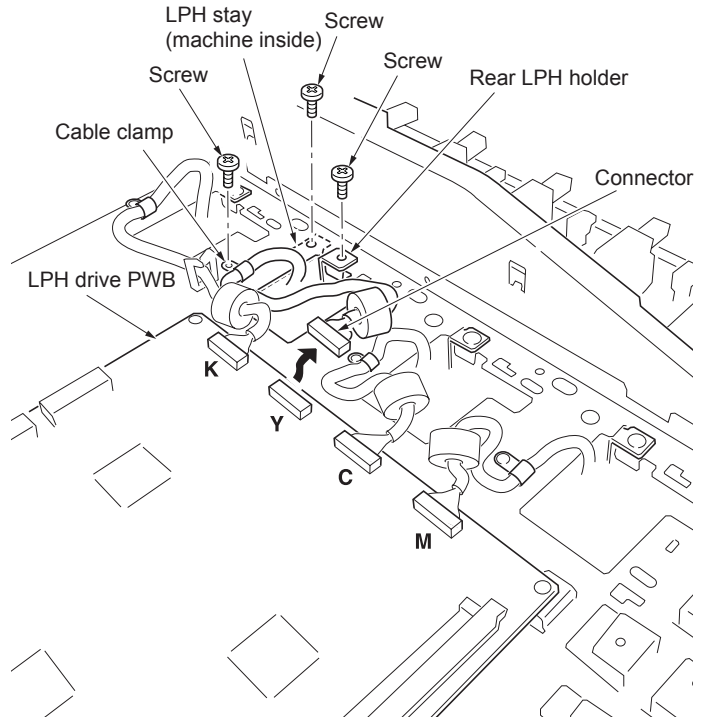 LPH stay
(machine inside)
Screw
Screw
Screw
Rear LPH holder
Cable clamp
Connector
LPH drive PWB
K
Y
C
M